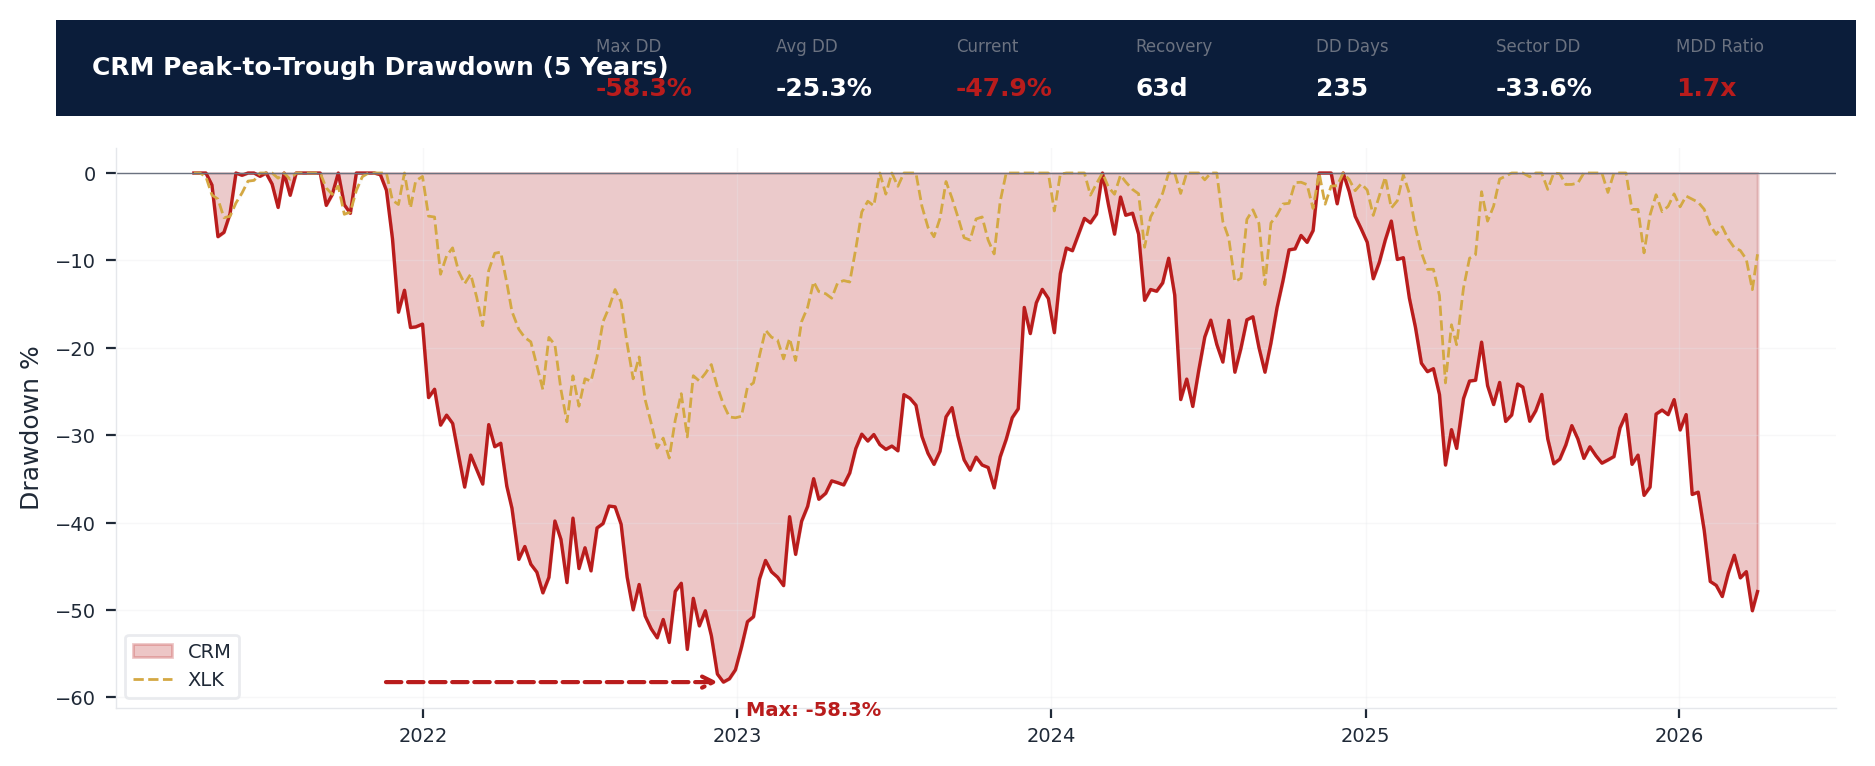 CRM Peak-to-Trough Drawdown (5 Years)
Max DD
-58.3%
Avg DD
-25.3%
Current
-47.9%
Recovery
63d
DD Days
235
Sector DD
-33.6%
MDD Ratio
1.7x
Drawdown %
0
−10
−20
−30
−40
−50
−60
CRM
XLK
Max: -58.3%
2022
2023
2024
2025
2026